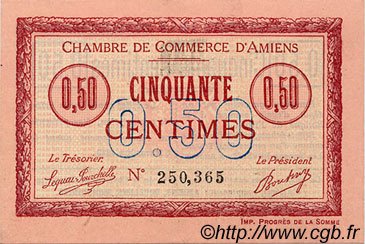 CHAMBRE DE COMMERCE D'AMIENS
0,50 CINQUANTE 0,50
CENTIMES
0.50
Le Trésorier, Le Président
N° 250,365
IMP. PROGRÈS DE LA SOMME
© http://www.cgb.fr